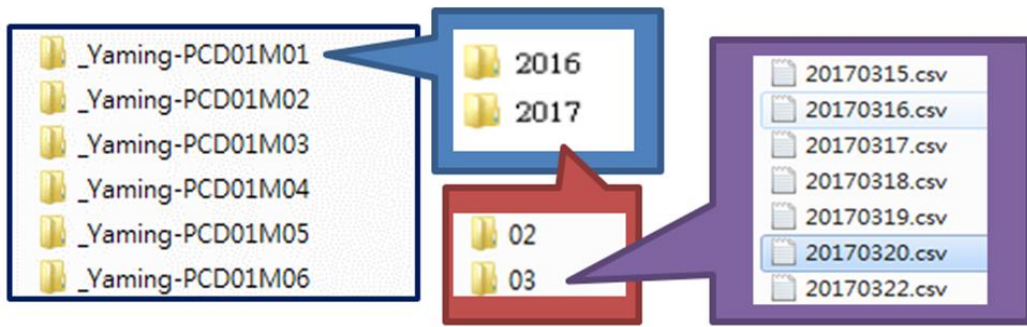 _Yaming-PCD01M01
_Yaming-PCD01M02
_Yaming-PCD01M03
_Yaming-PCD01M04
_Yaming-PCD01M05
_Yaming-PCD01M06
2016
2017
02
03
20170315.csv
20170316.csv
20170317.csv
20170318.csv
20170319.csv
20170320.csv
20170322.csv